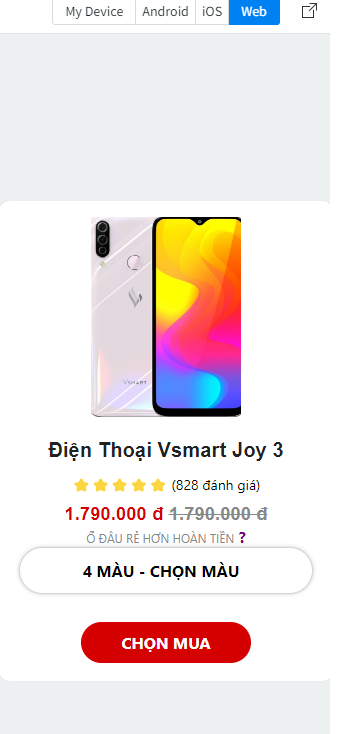 My Device Android iOS Web
VSMART
Điện Thoại Vsmart Joy 3
(828 đánh giá)
1.790.000 đ 1.790.000 đ
Ở ĐÂU RẺ HƠN HOÀN TIỀN ?
4 MÀU - CHỌN MÀU
CHỌN MUA